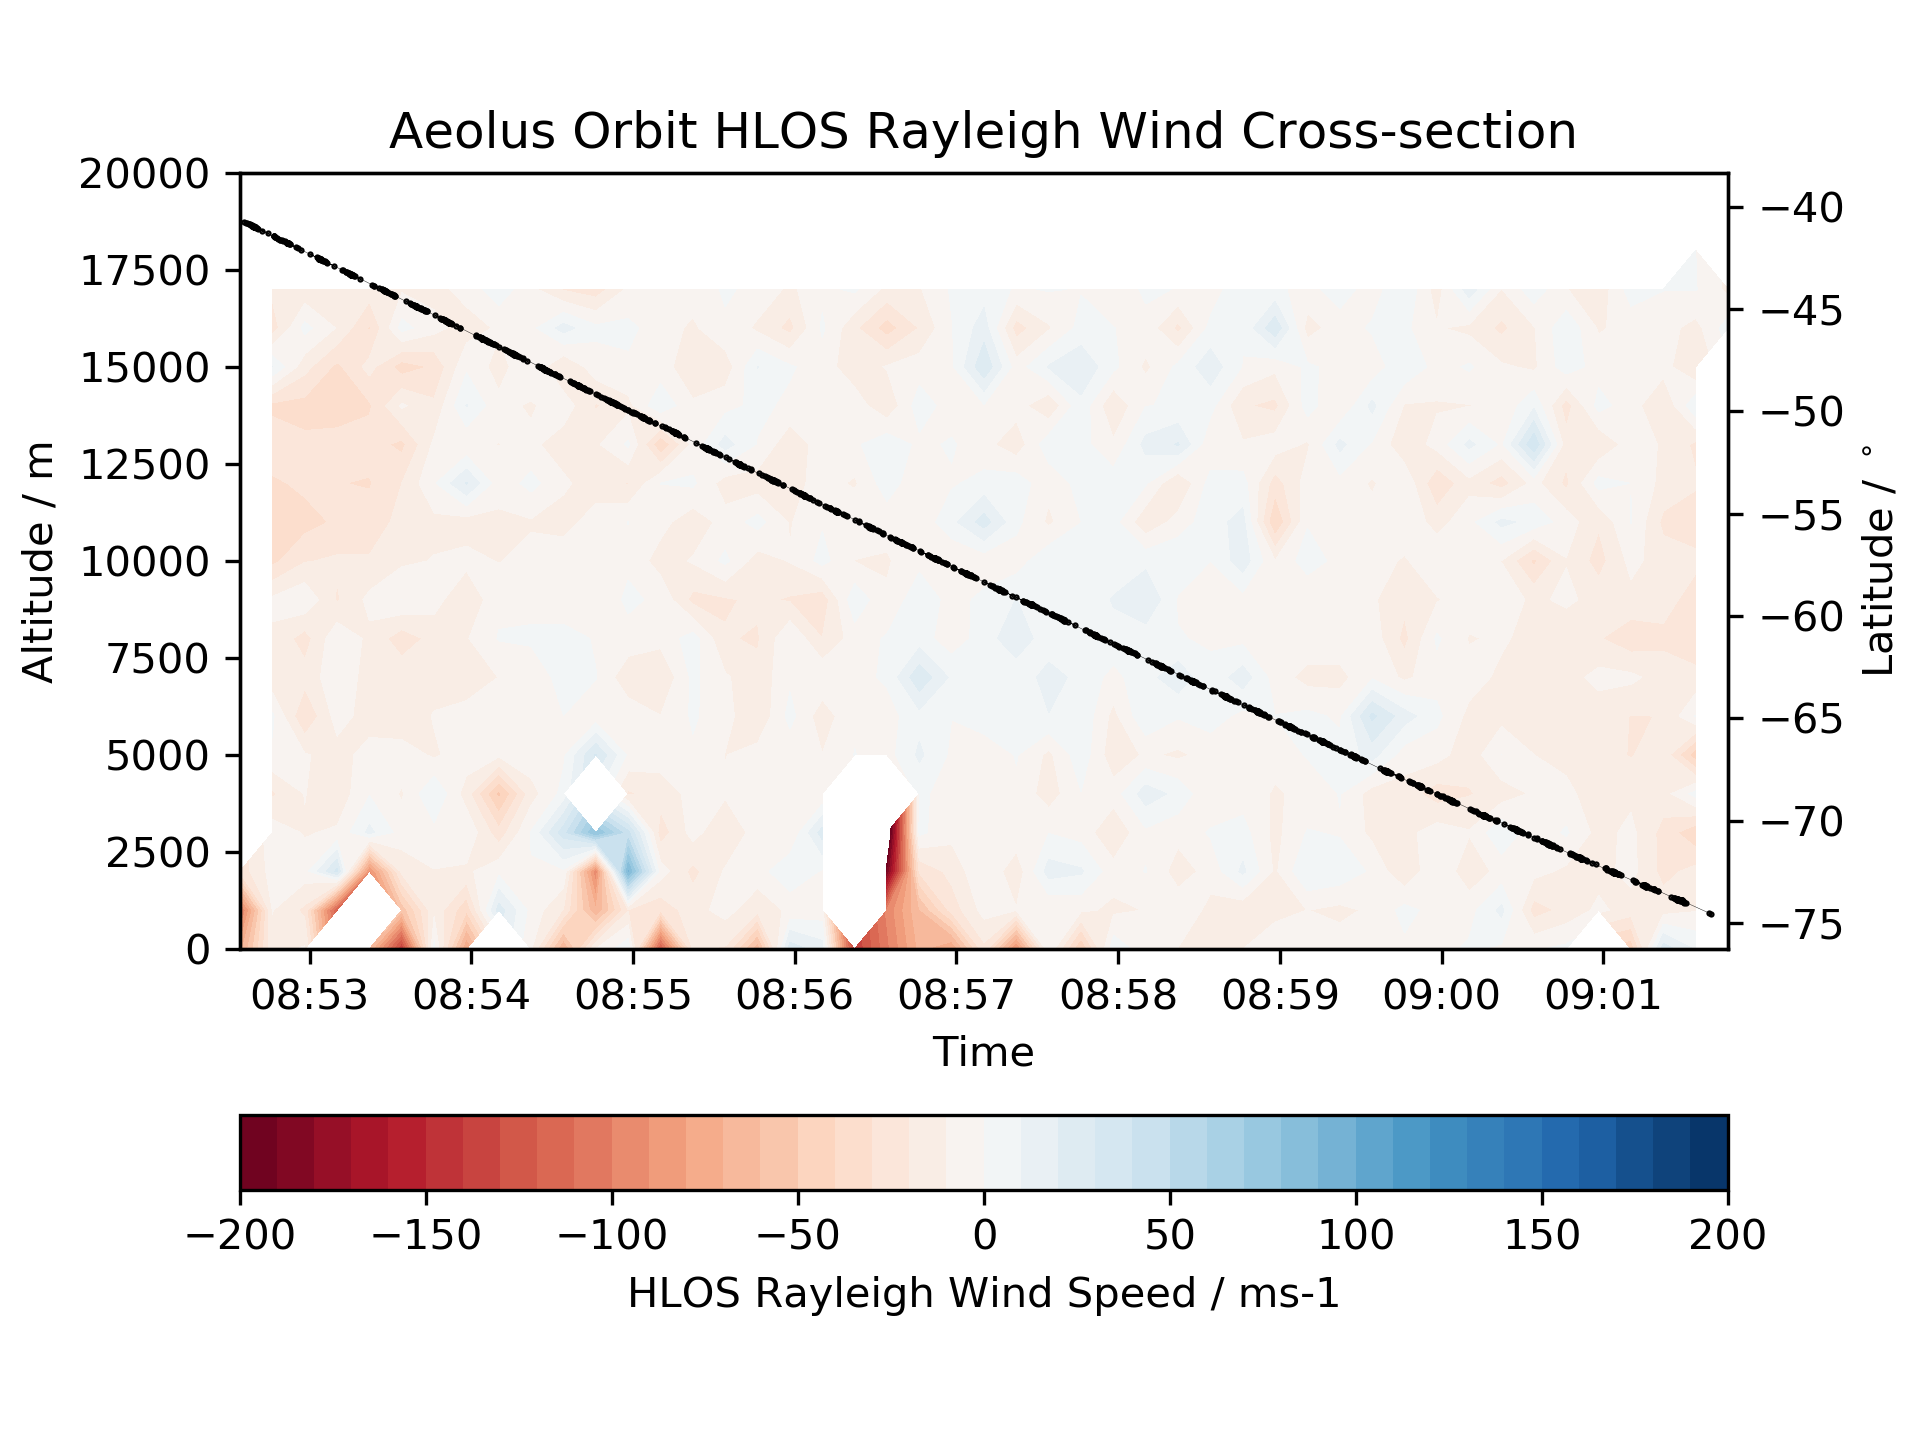 Aeolus Orbit HLOS Rayleigh Wind Cross-section
20000
17500
15000
12500
10000
7500
5000
2500
0
Altitude / m
−40
−45
−50
−55
−60
−65
−70
−75
Latitude / °
08:53 08:54 08:55 08:56 08:57 08:58 08:59 09:00 09:01
Time
−200 −150 −100 −50 0 50 100 150 200
HLOS Rayleigh Wind Speed / ms-1